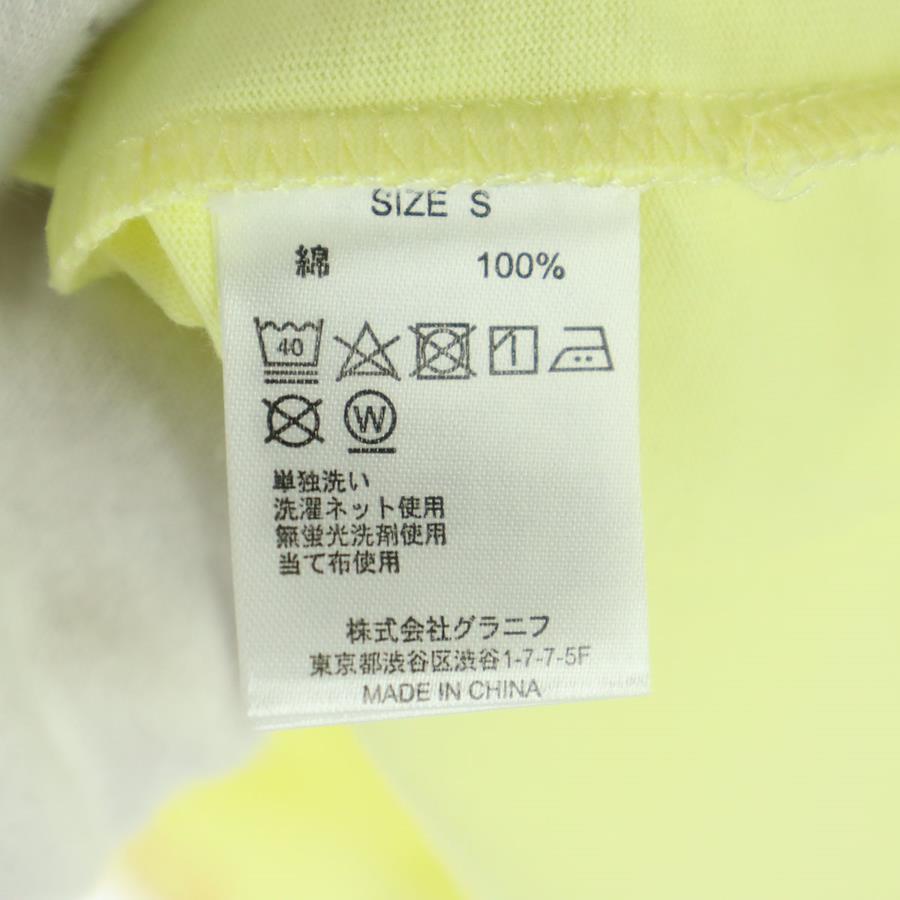 SIZE S
綿 100%
40
W
単独洗い
洗濯ネット使用
無蛍光洗剤使用
当て布使用
株式会社グラニフ
東京都渋谷区渋谷1-7-7-5F
MADE IN CHINA